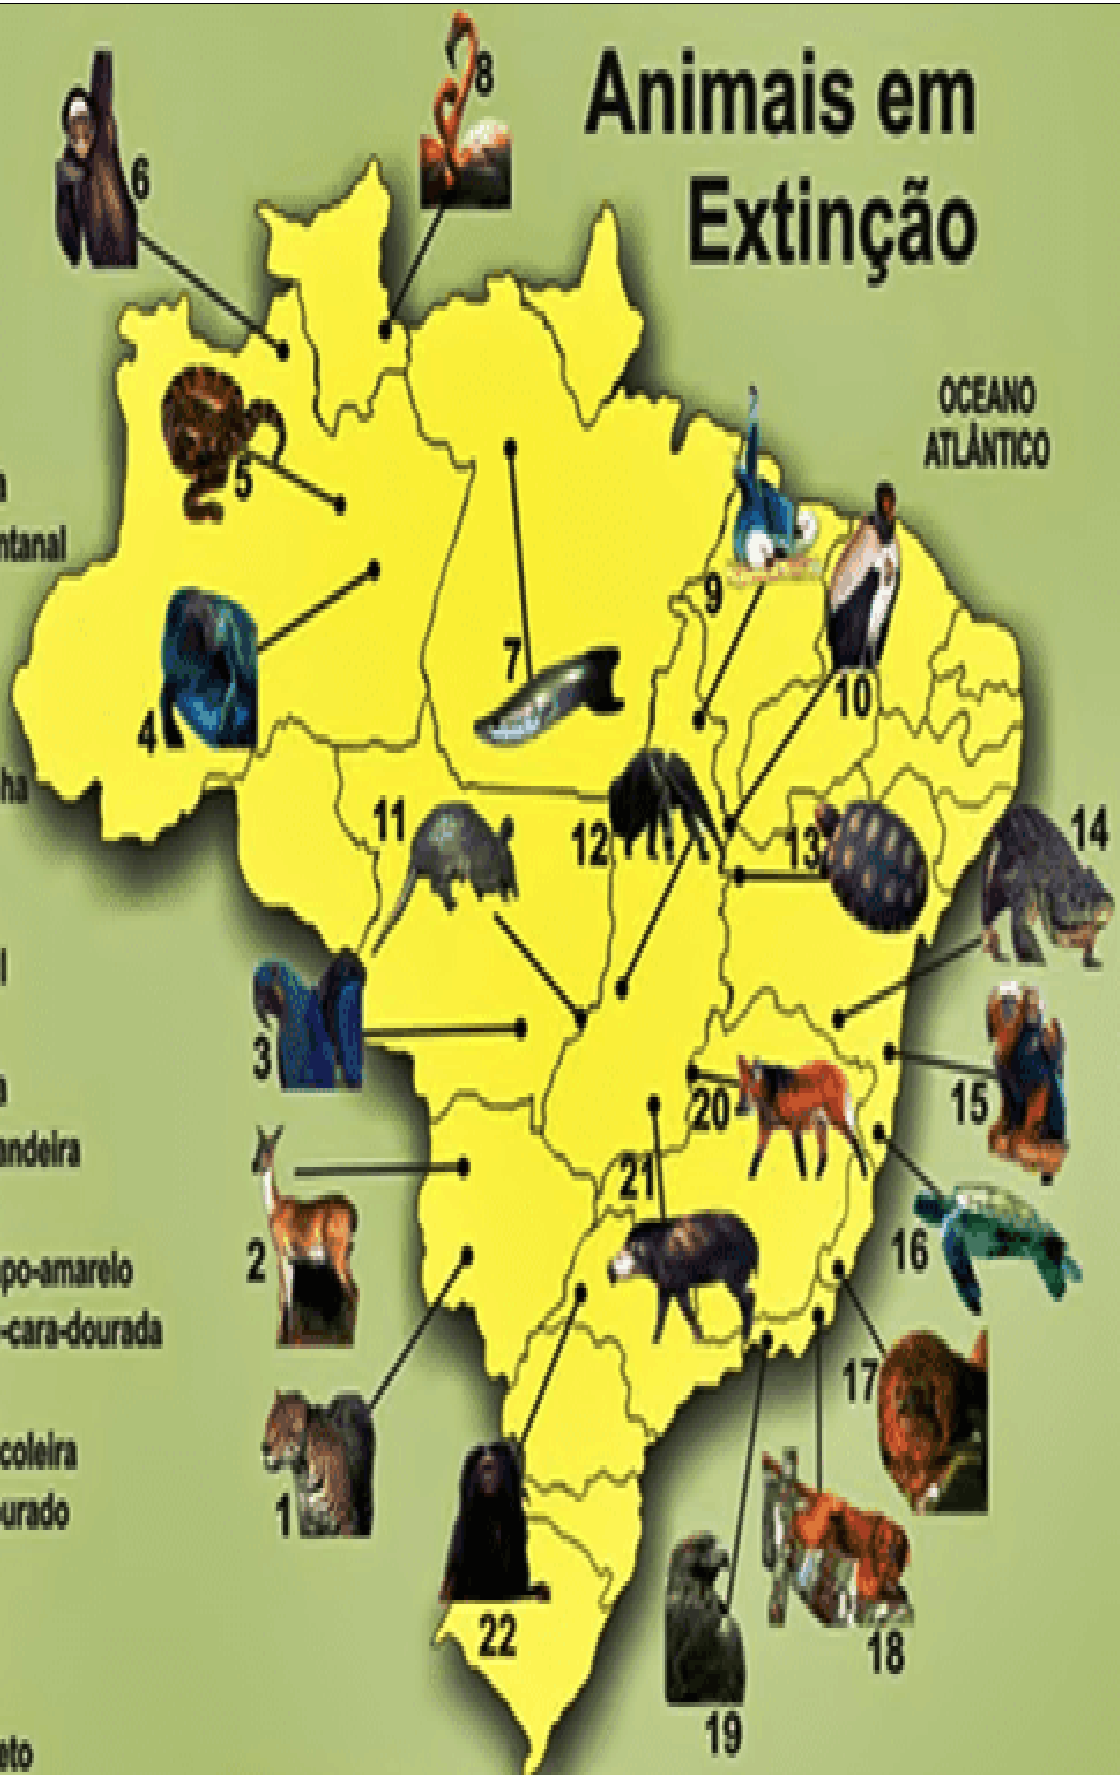 Animais em
Extinção
OCEANO
ATLÂNTICO
8
6
5
4
7
9
10
11
12
13
14
3
15
20
2
21
16
17
1
22
18
19
a
ntanal
ha
l
a
andeira
po-amarelo
-cara-dourada
coleira
urado
eto